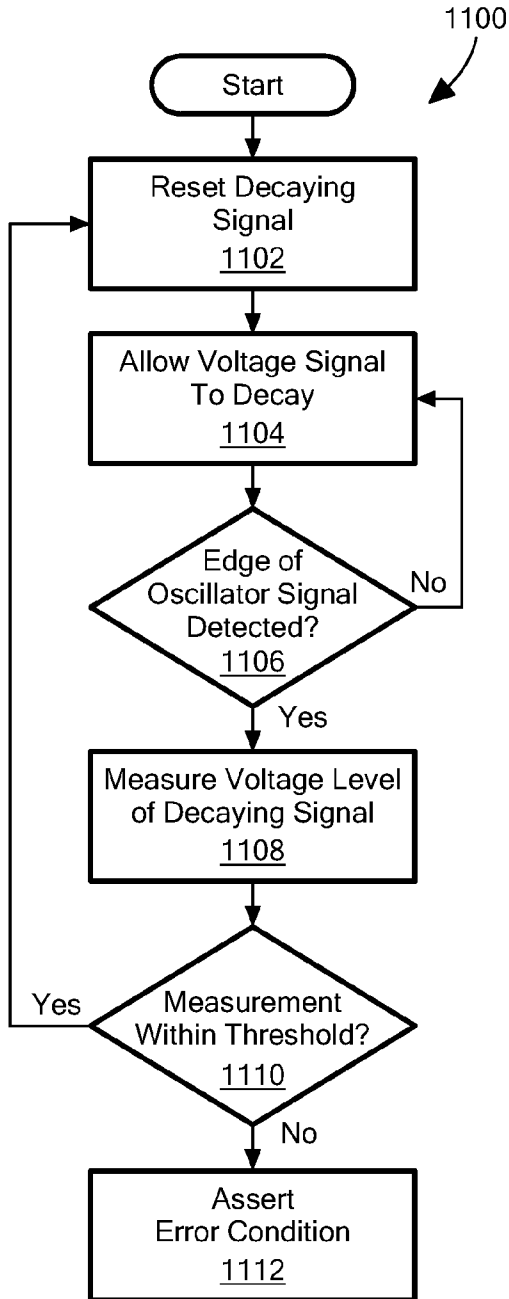 1100
Start
Reset Decaying
Signal
1102
Allow Voltage Signal
To Decay
1104
Edge of
Oscillator Signal
Detected?
1106
No
Yes
Measure Voltage Level
of Decaying Signal
1108
Yes
Measurement
Within Threshold?
1110
No
Assert
Error Condition
1112